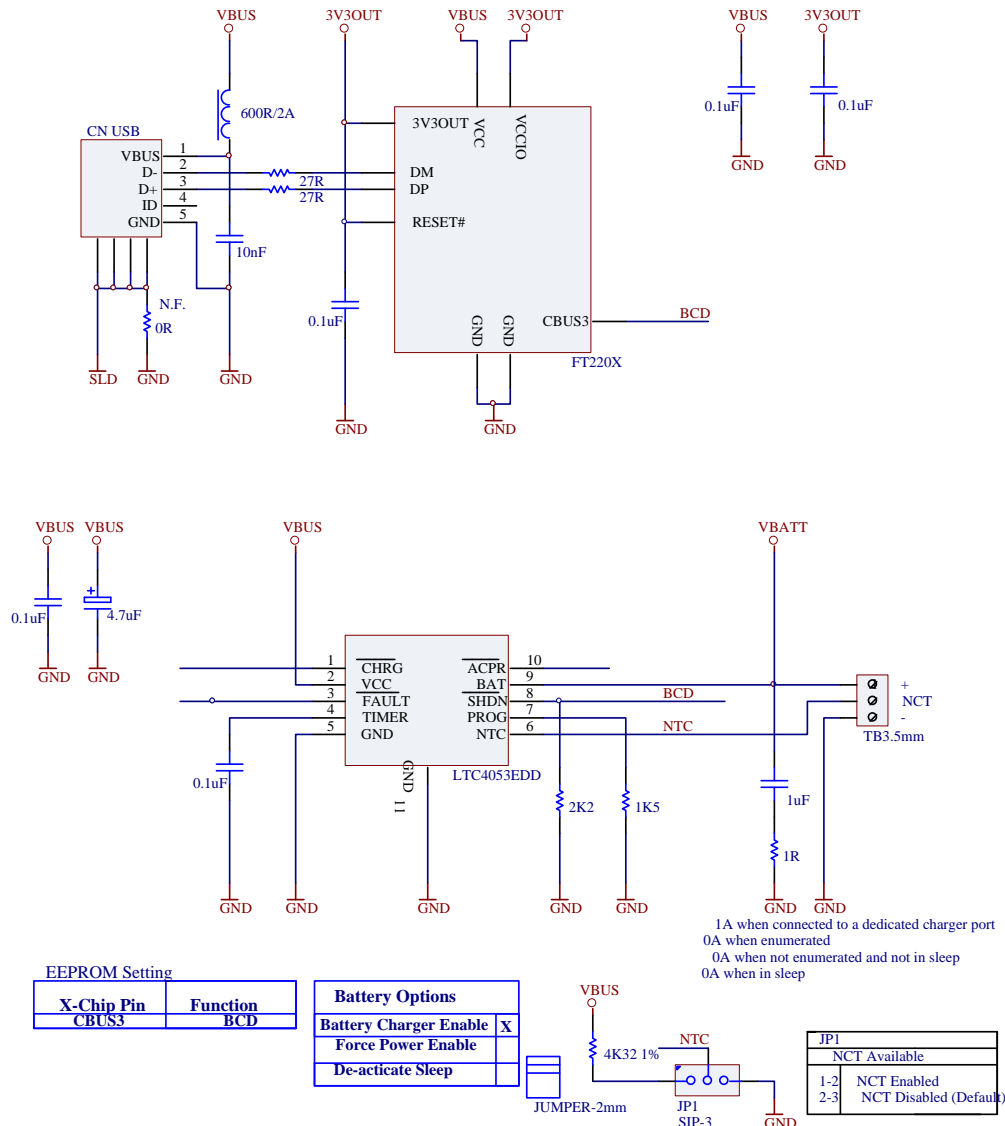 VBUS
3V3OUT
VBUS
3V3OUT
VBUS
3V3OUT
600R/2A
0.1uF
0.1uF
CN USB
3V3OUT
VCC
VCCIO
VBUS
1
D-
2
D+
3
ID
4
GND
5
27R
27R
DM
DP
RESET#
GND
GND
10nF
N.F.
0R
0.1uF
GND
GND
CBUS3
BCD
FT220X
SLD
GND
GND
GND
GND
VBUS
VBUS
VBUS
VBATT
0.1uF
4.7uF
GND
GND
1
CHRG
ACPR
10
2
VCC
BAT
9
3
FAULT
SHDN
8
BCD
4
TIMER
PROG
7
5
GND
NTC
6
NTC
+
NCT
-
TB3.5mm
GND
11
LTC4053EDD
0.1uF
2K2
1K5
1uF
1R
GND
GND
GND
GND
GND
GND
GND
1A when connected to a dedicated charger port
0A when enumerated
0A when not enumerated and not in sleep
0A when in sleep
EEPROM Setting
X-Chip Pin Function
CBUS3 BCD
Battery Options
Battery Charger Enable X
Force Power Enable
De-acticate Sleep
JUMPER-2mm
VBUS
4K32 1%
NTC
JP1
SIP-3
GND
JP1
NCT Available
1-2 NCT Enabled
2-3 NCT Disabled (Default)